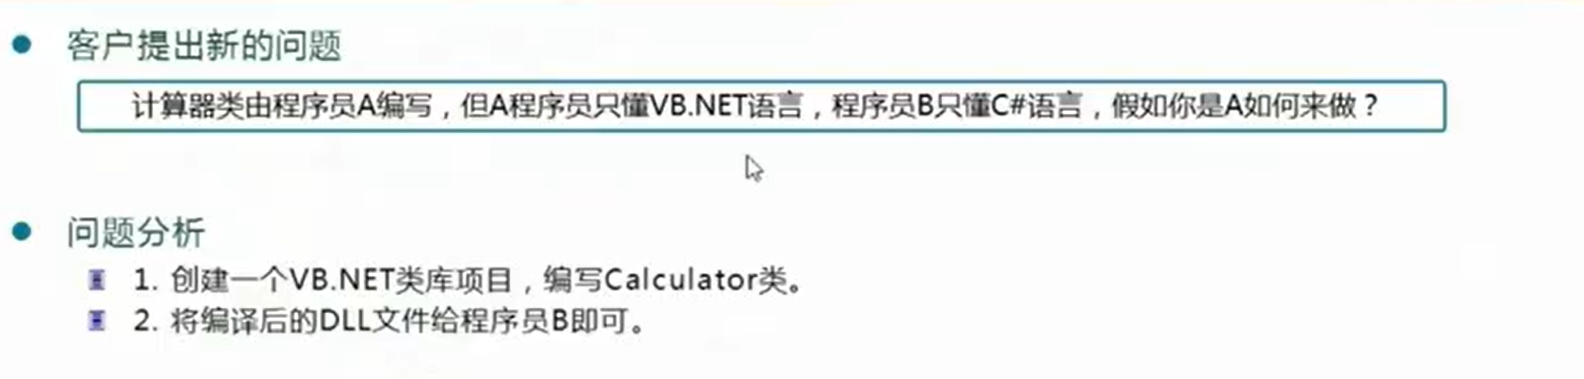 客户提出新的问题
计算器类由程序员A编写，但A程序员只懂VB.NET语言，程序员B只懂C#语言，假如你是A如何来做？
问题分析
1. 创建一个VB.NET类库项目，编写Calculator类。
2. 将编译后的DLL文件给程序员B即可。